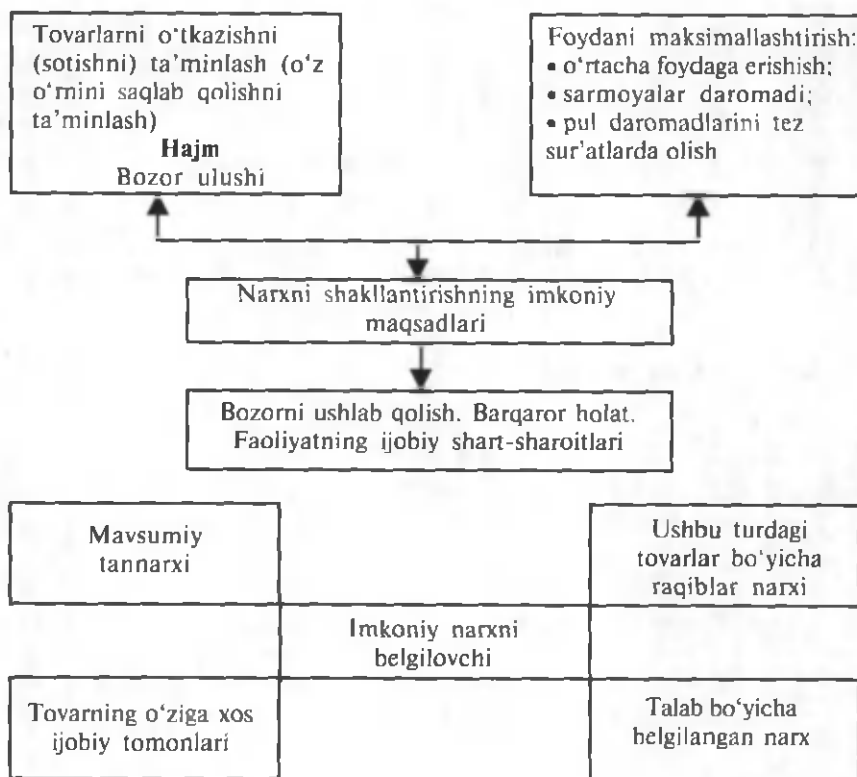 Tovarlarni o‘tkazishni
(sotishni) ta’minlash (o‘z
o‘rnini saqlab qolishni
ta’minlash)
Hajm
Bozor ulushi
Foydani maksimallashtirish:
• o‘rtacha foydaga erishish;
• sarmoyalar daromadi;
• pul daromadlarini tez
sur’atlarda olish
Narxni shakllantirishning imkoniy
maqsadlari
Bozorni ushlab qolish. Barqaror holat.
Faoliyatning ijobiy shart-sharoitlari
Mavsumiy
tannarxi
Ushbu turdagi
tovarlar bo‘yicha
raqiblar narxi
Imkoniy narxni
belgilovchi
Tovarning o‘ziga xos
ijobiy tomonlari
Talab bo‘yicha
belgilangan narx